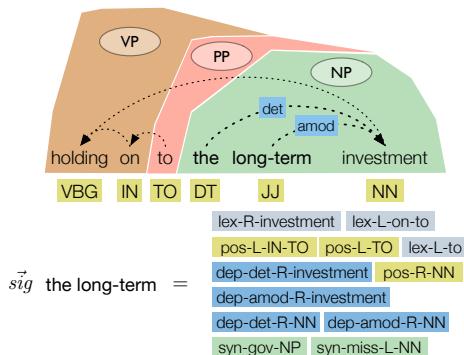 VP
PP
NP
det
amod
holding on to the long-term investment
VBG IN TO DT JJ NN
lex-R-investment lex-L-on-to
pos-L-IN-TO pos-L-TO lex-L-to
dep-det-R-investment pos-R-NN
sig the long-term =
dep-amod-R-investment
dep-det-R-NN dep-amod-R-NN
syn-gov-NP syn-miss-L-NN